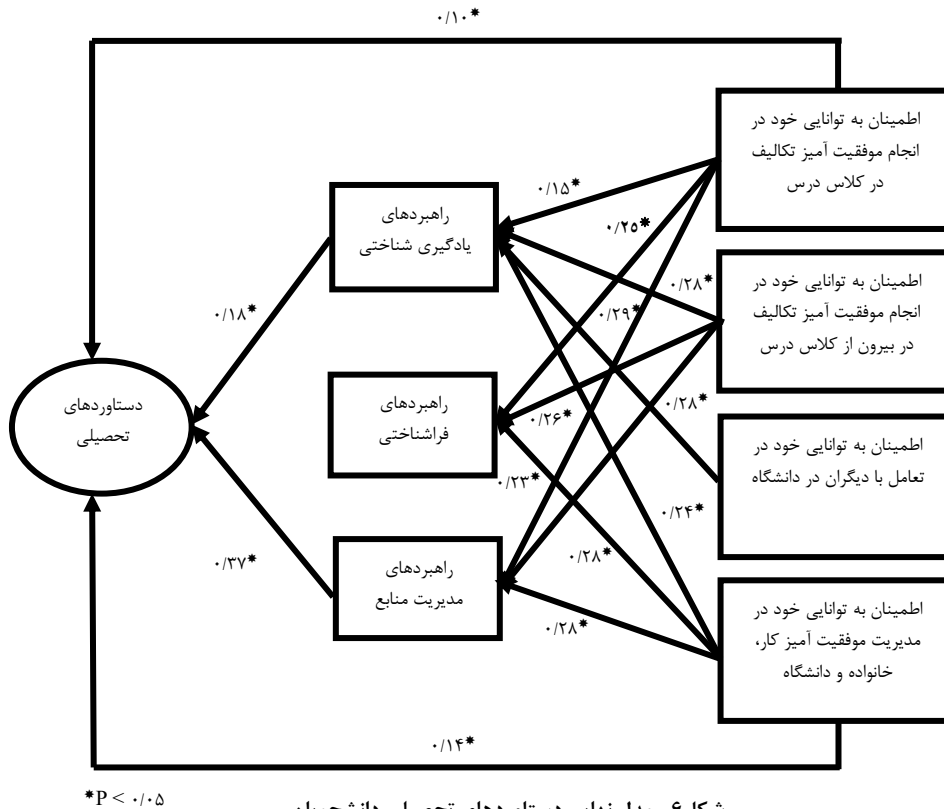 ۰/۱۰*
اطمینان به توانایی خود در
انجام موفقیت آمیز تکالیف
در کلاس درس
اطمینان به توانایی خود در
انجام موفقیت آمیز تکالیف
در بیرون از کلاس درس
اطمینان به توانایی خود در
تعامل با دیگران در دانشگاه
اطمینان به توانایی خود در
مدیریت موفقیت آمیز کار،
خانواده و دانشگاه
۰/۱۵*
۰/۲۵*
۰/۲۸*
۰/۲۹*
۰/۲۸*
۰/۲۶*
۰/۲۳*
۰/۲۴*
۰/۲۸*
۰/۲۸*
راهبردهای
یادگیری شناختی
راهبردهای
فراشناختی
راهبردهای
مدیریت منابع
۰/۱۸*
۰/۳۷*
دستاوردهای
تحصیلی
۰/۱۴*
*P < ۰/۰۵